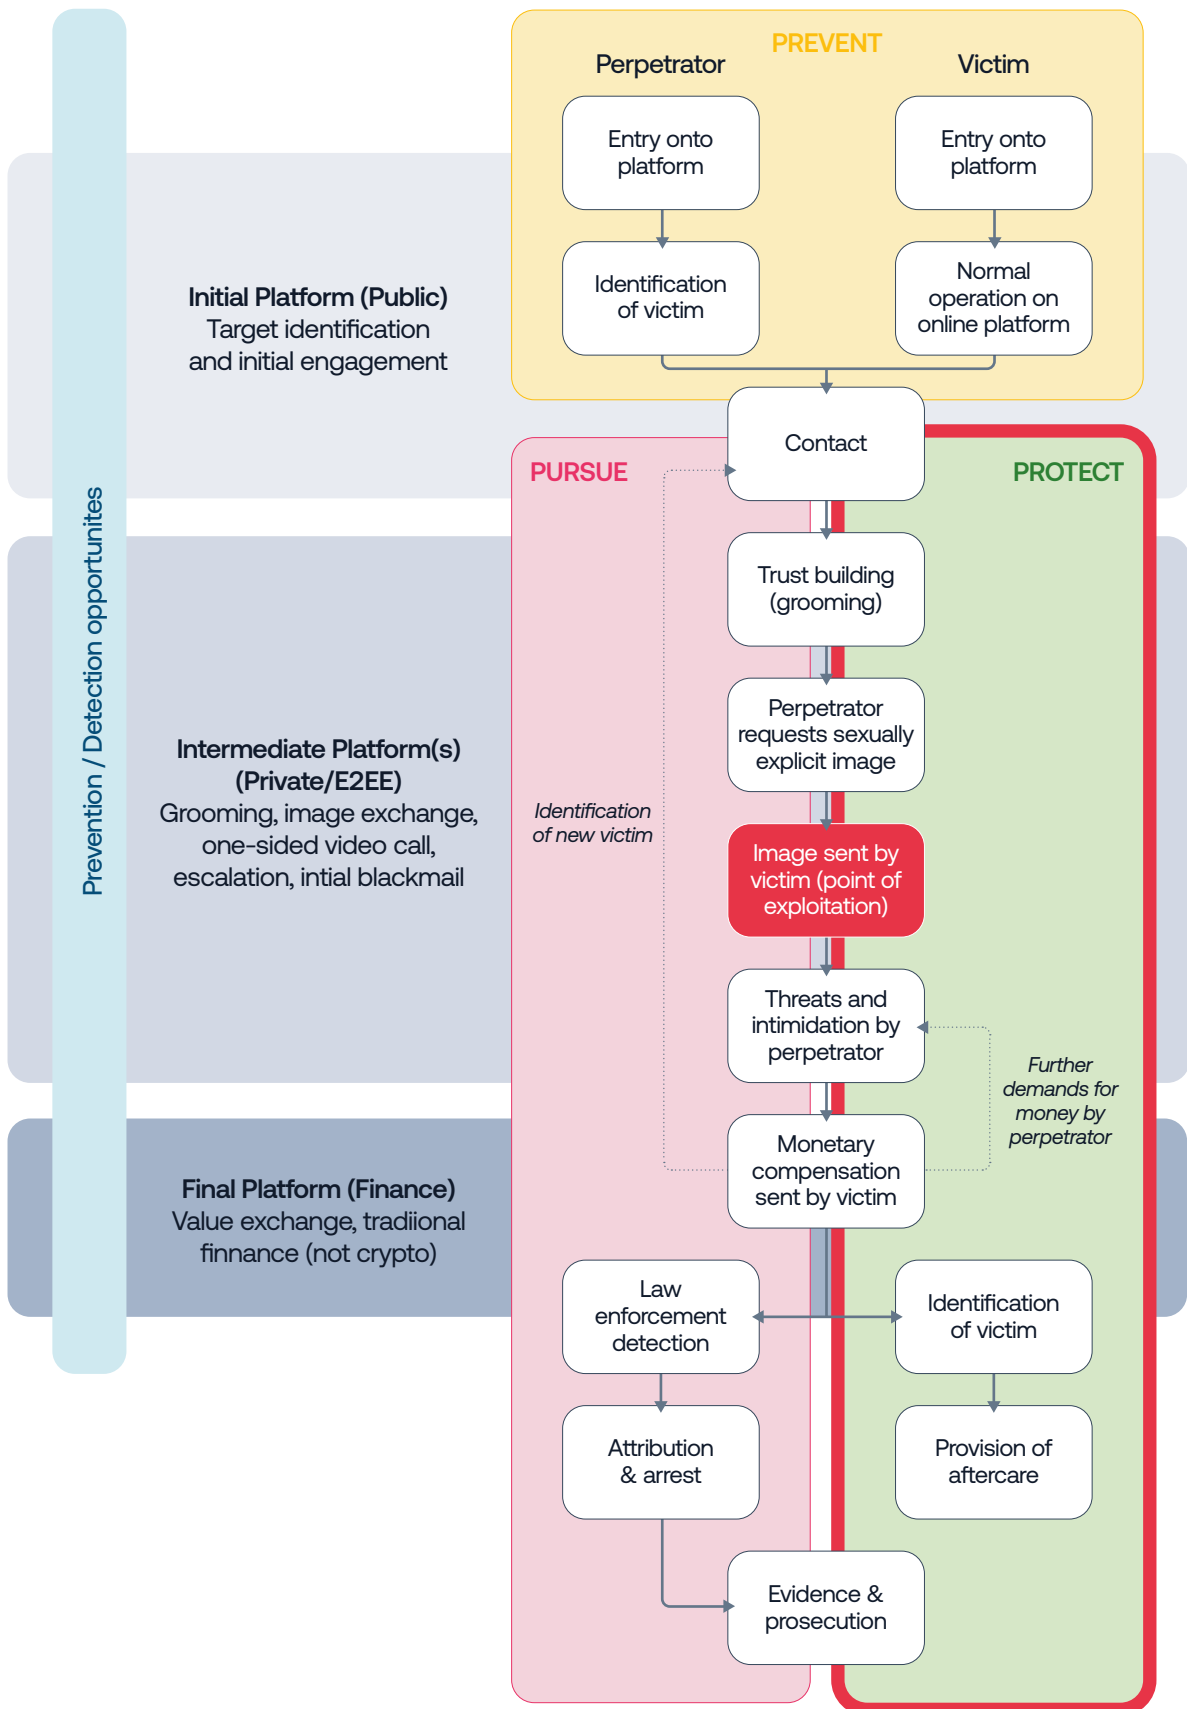 PREVENT
Perpetrator
Victim
Entry onto
platform
Entry onto
platform
Identification
of victim
Normal
operation on
online platform
Initial Platform (Public)
Target identification
and initial engagement
Contact
PURSUE
PROTECT
Prevention / Detection opportunites
Trust building
(grooming)
Perpetrator
requests sexually
explicit image
Intermediate Platform(s)
(Private/E2EE)
Grooming, image exchange,
one-sided video call,
escalation, intial blackmail
Identification
of new victim
Image sent by
victim (point of
exploitation)
Threats and
intimidation by
perpetrator
Further
demands for
money by
perpetrator
Monetary
compensation
sent by victim
Final Platform (Finance)
Value exchange, tradiional
finnance (not crypto)
Law
enforcement
detection
Identification
of victim
Attribution
& arrest
Provision of
aftercare
Evidence &
prosecution